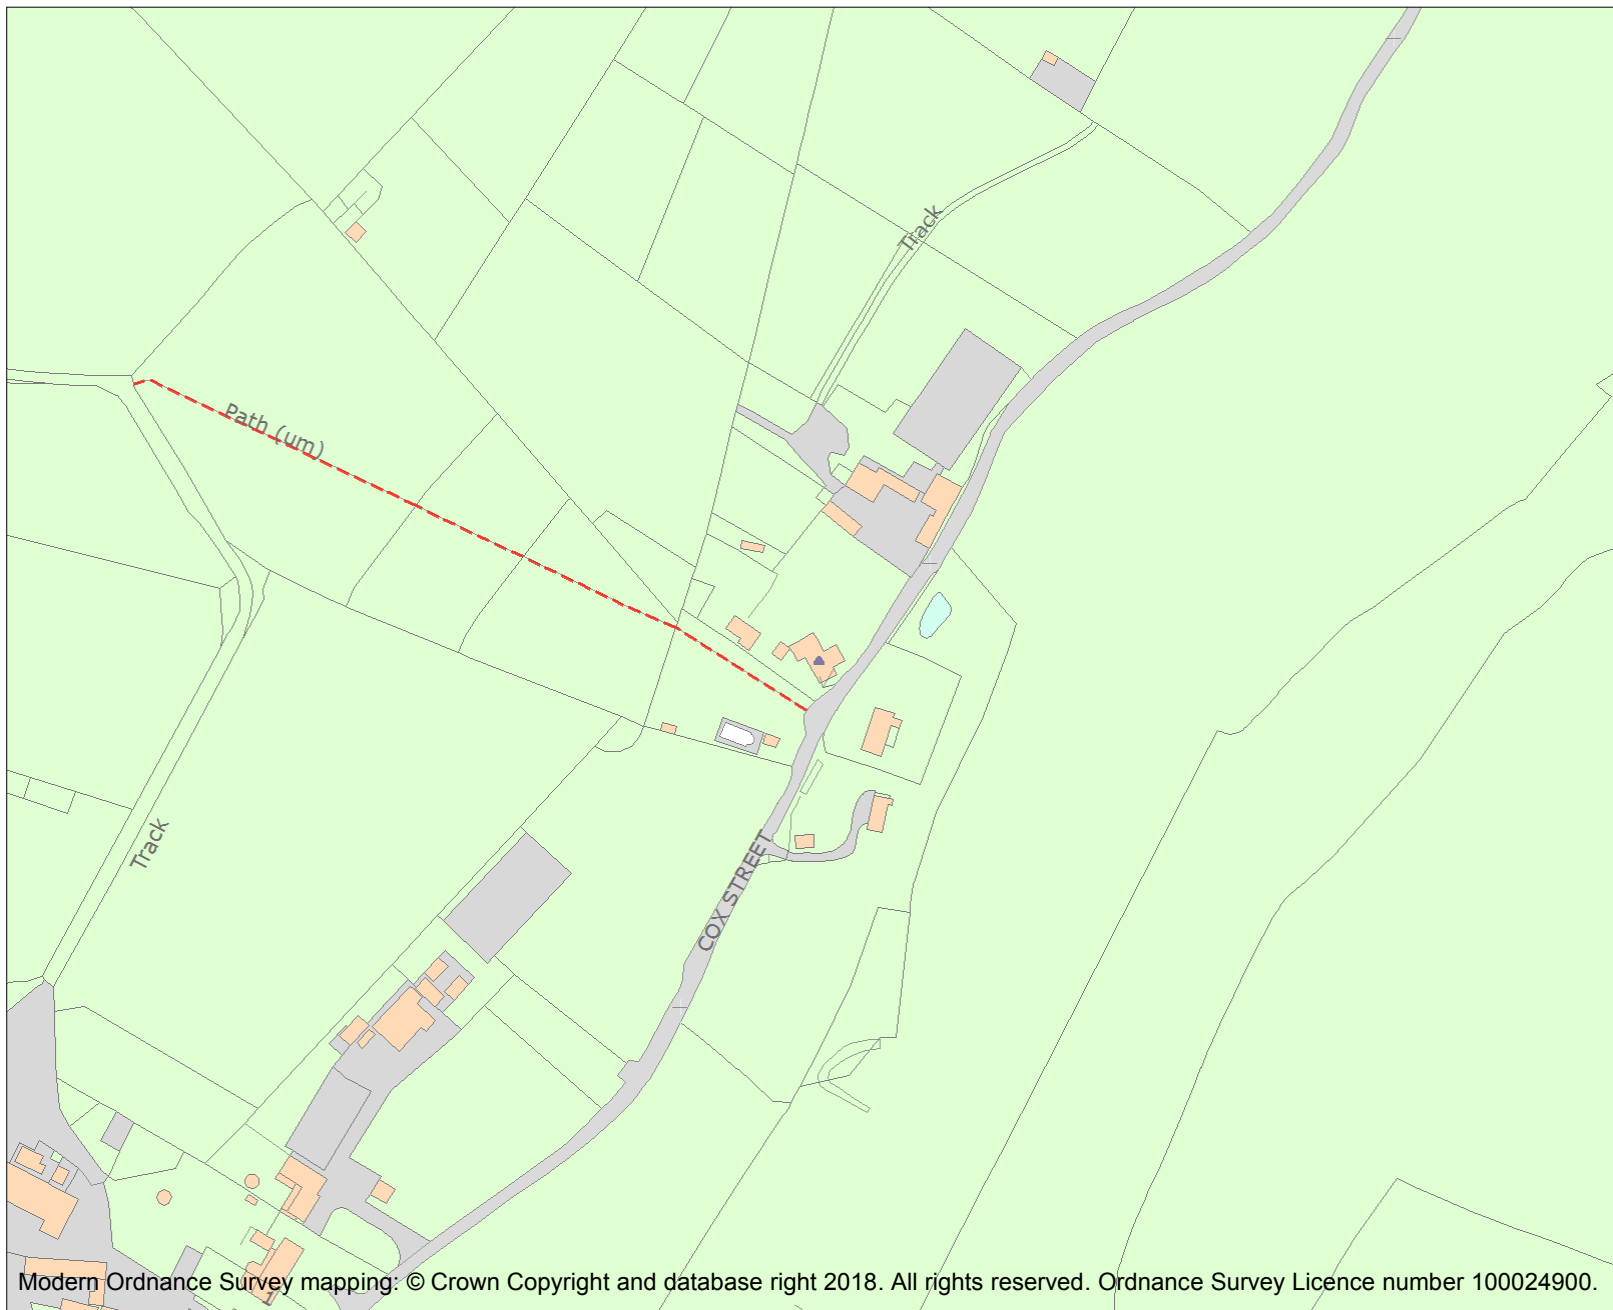 Track
Path (um)
Track
COX STREET
1
Modern Ordnance Survey mapping: © Crown Copyright and database right 2018. All rights reserved. Ordnance Survey Licence number 100024900.